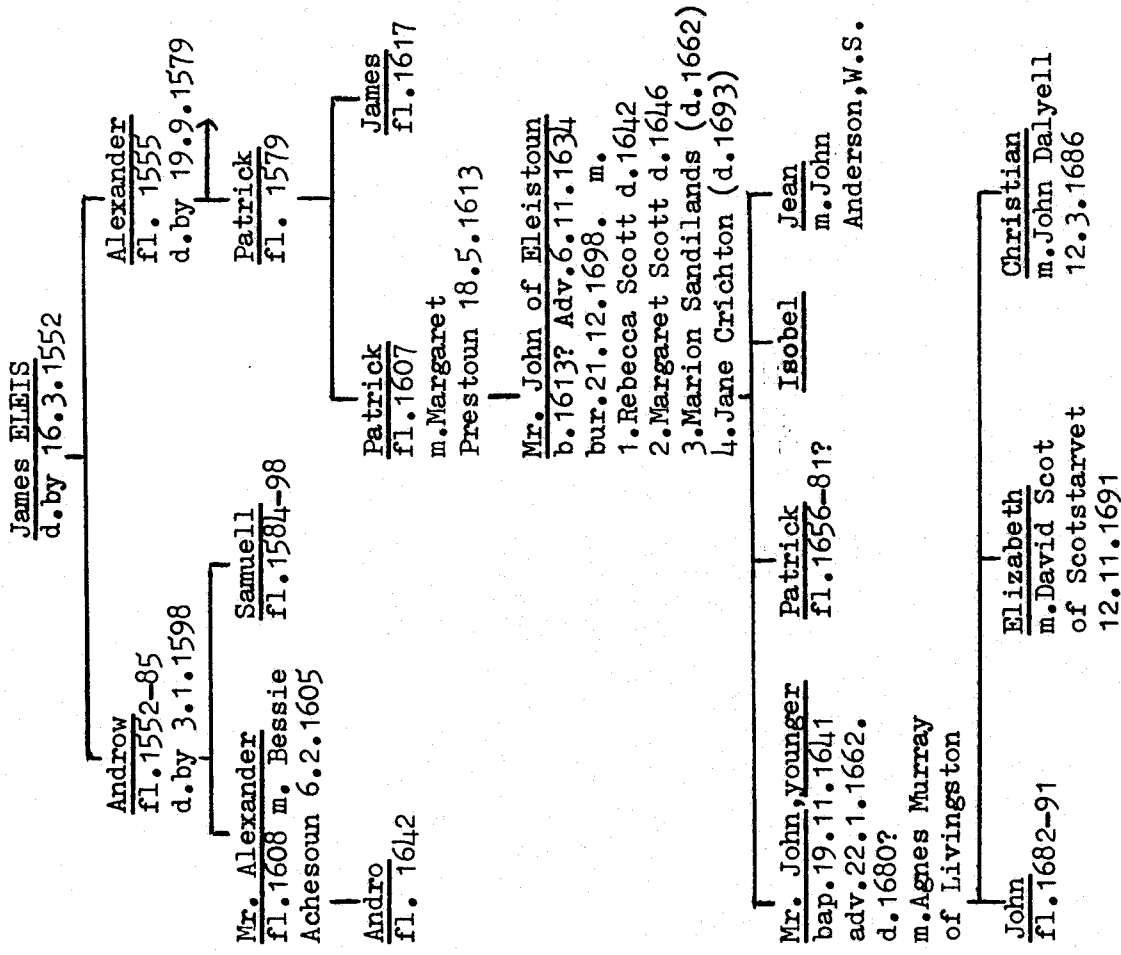 James ELEIS
d.by 16.3.1552
Androw
fl.1552-85
d.by 3.1.1598
Alexander
fl. 1555
d.by 19.9.1579
Mr. Alexander
fl.1608 m. Bessie
Achesoun 6.2.1605
Samuell
fl.1584-98
Patrick
fl. 1579
Andro
fl. 1642
Patrick
fl.1607
m.Margaret
Prestoun 18.5.1613
James
fl.1617
Mr. John of Eleistoun
b.1613? Adv.6.11.1634
bur.21.12.1698. m.
1.Rebecca Scott d.1642
2.Margaret Scott d.1646
3.Marion Sandilands (d.1662)
4.Jane Crichton (d.1693)
Mr. John,younger
bap.19.11.1641
adv.22.1.1662.
d.1680?
m.Agnes Murray
of Livingston
Patrick
fl.1656-81?
Isobel
Jean
m.John
Anderson,W.S.
John
fl.1682-91
Elizabeth
m.David Scot
of Scotstarvet
12.11.1691
Christian
m.John Dalyell
12.3.1686